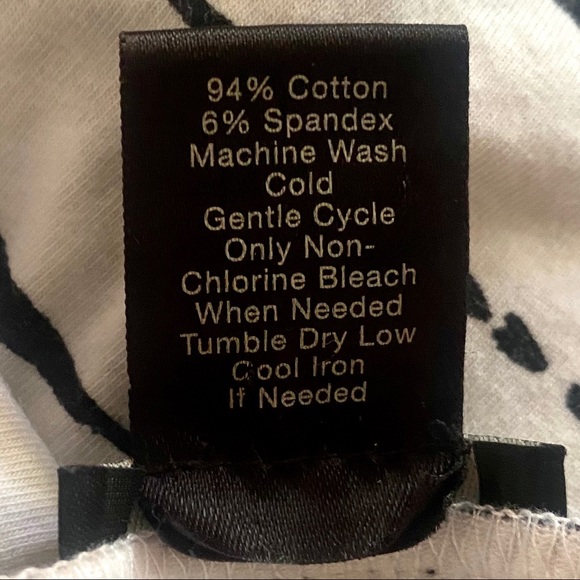 94% Cotton
6% Spandex
Machine Wash
Cold
Gentle Cycle
Only Non-
Chlorine Bleach
When Needed
Tumble Dry Low
Cool Iron
If Needed